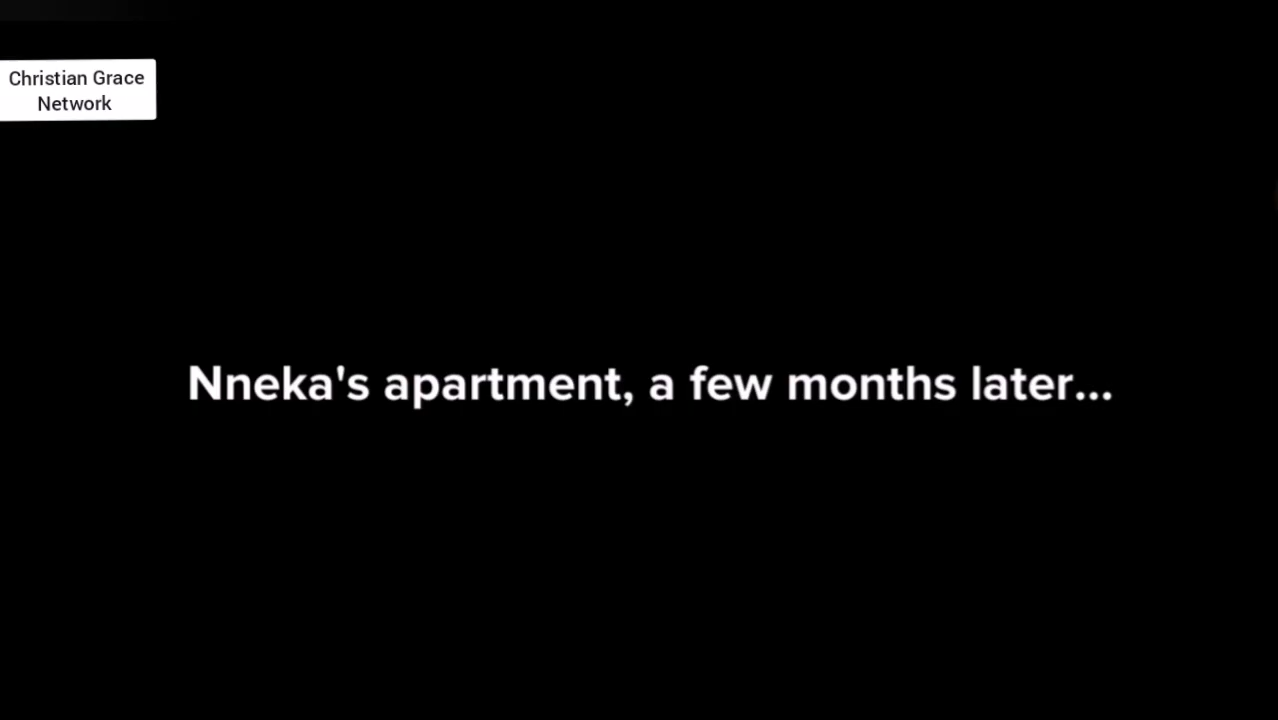 Christian Grace
Network
Nneka's apartment, a few months later...